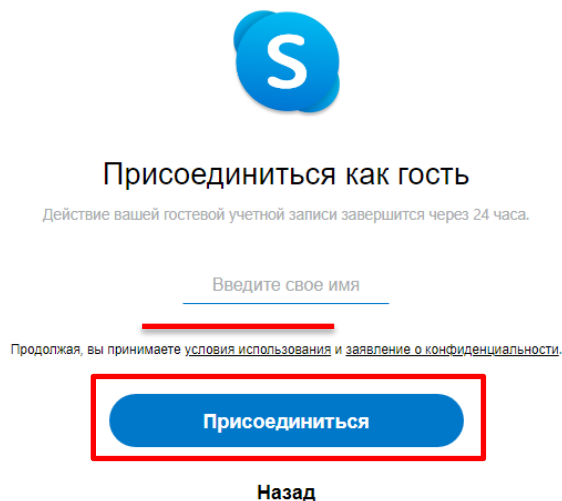 S
Присоединиться как гость
Действие вашей гостевой учетной записи завершится через 24 часа.
Введите свое имя
Продолжая, вы принимаете условия использования и заявление о конфиденциальности.
Присоединиться
Назад